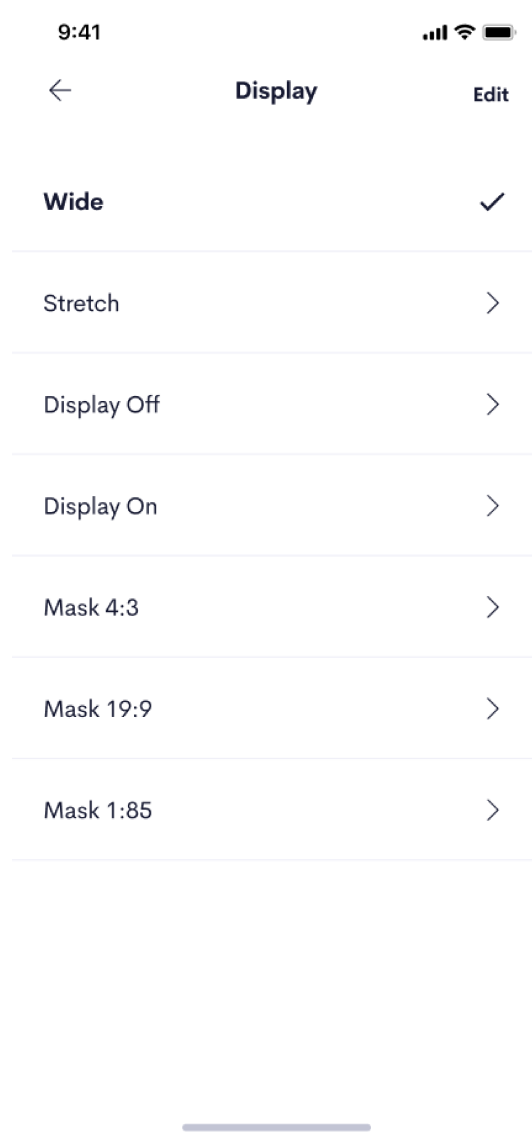 9:41
Display
Edit
Wide
Stretch
Display Off
Display On
Mask 4:3
Mask 19:9
Mask 1:85